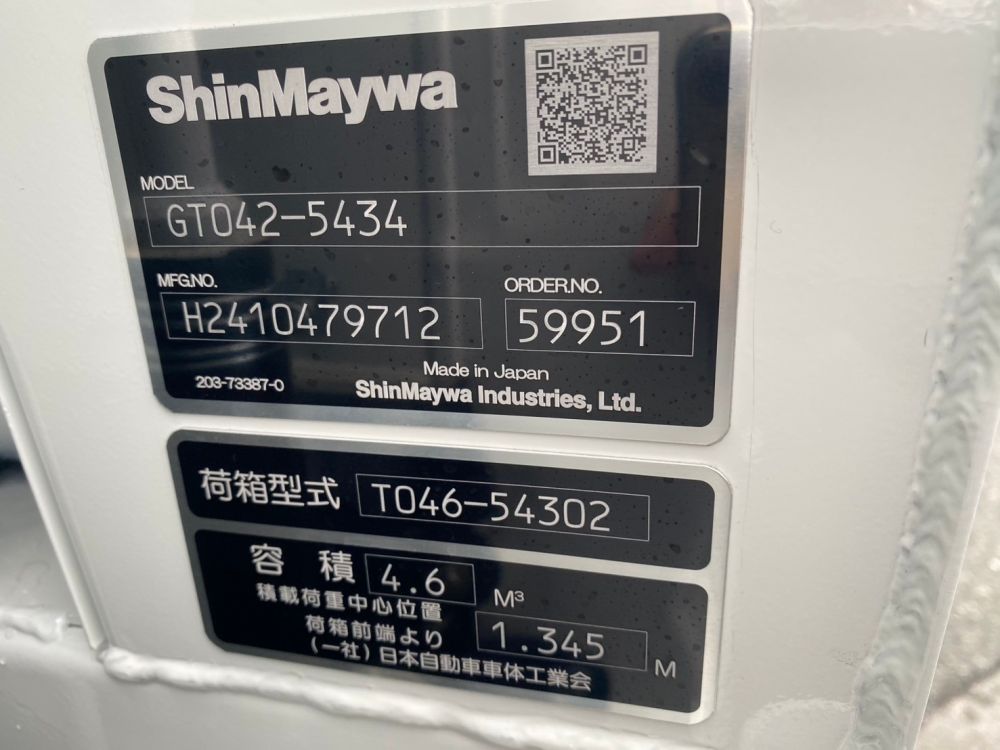 ShinMaywa
MODEL
GT042-5434
MFG.NO.
ORDER.NO.
H2410479712
59951
Made in Japan
203-73387-0
ShinMaywa Industries, Ltd.
荷箱型式 T046-54302
容積 4.6 M³
積載荷重中心位置
荷箱前端より 1.345 M
(一社)日本自動車車体工業会